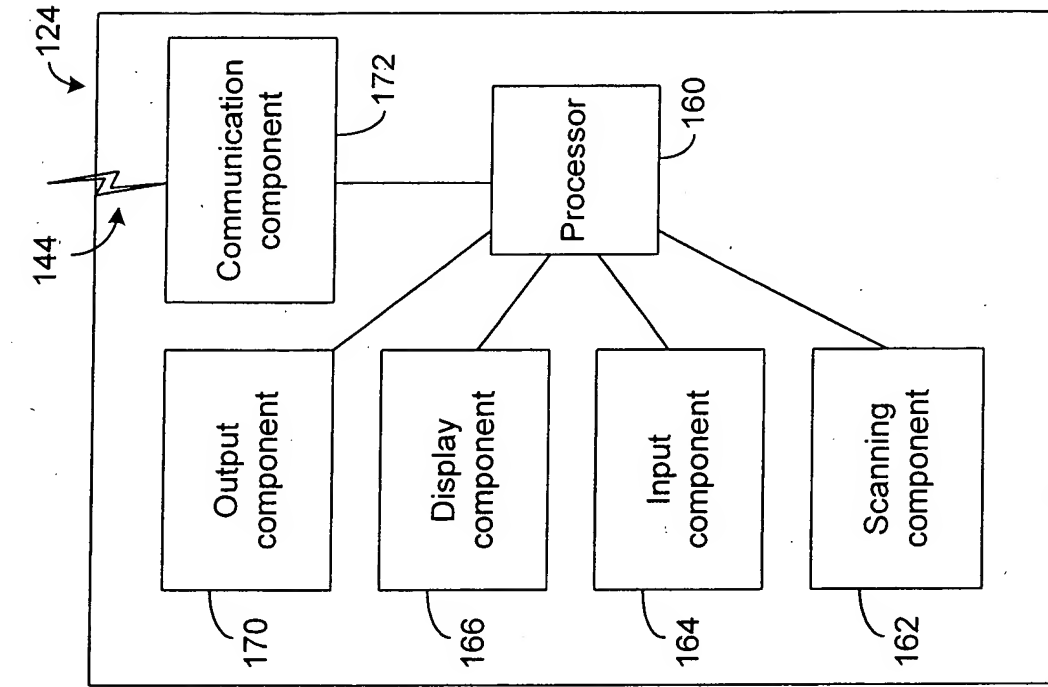 124
144
Communication
component
172
Processor
160
Output
component
170
Display
component
166
Input
component
164
Scanning
component
162